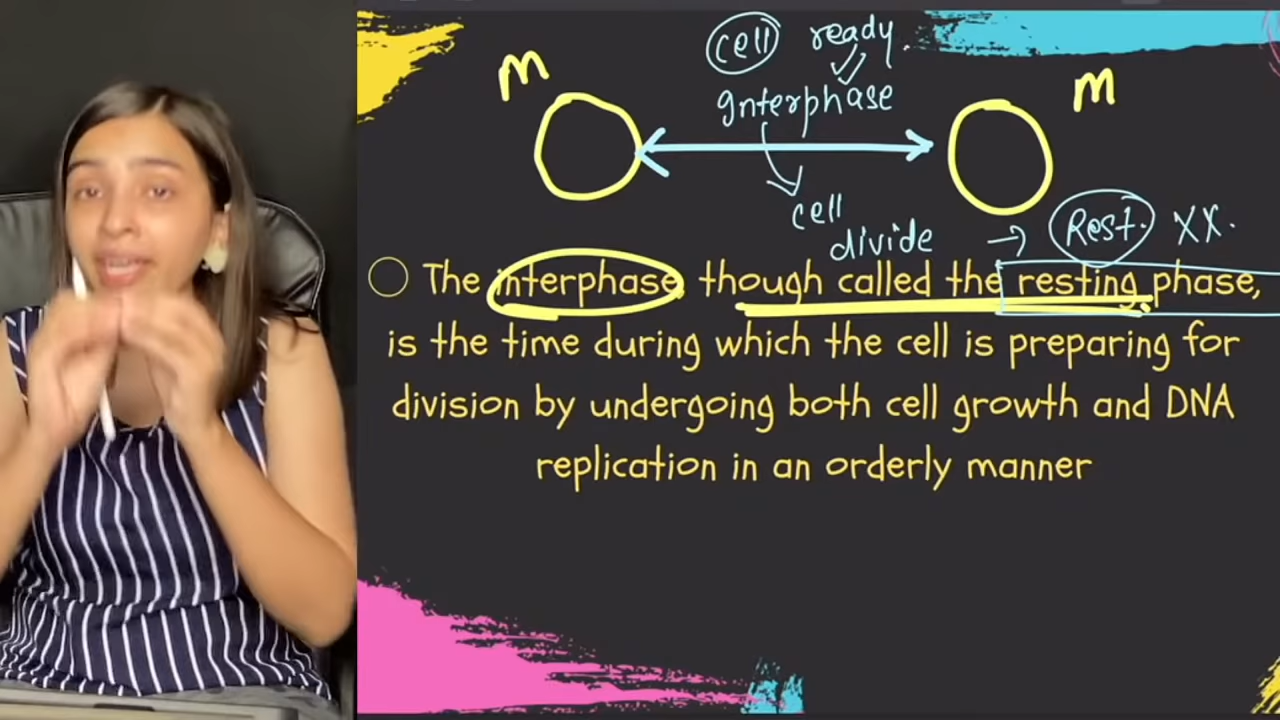 cell ready.
m
m
Interphase
cell
divide → Rest. XX.
The interphase though called the resting phase,
is the time during which the cell is preparing for
division by undergoing both cell growth and DNA
replication in an orderly manner